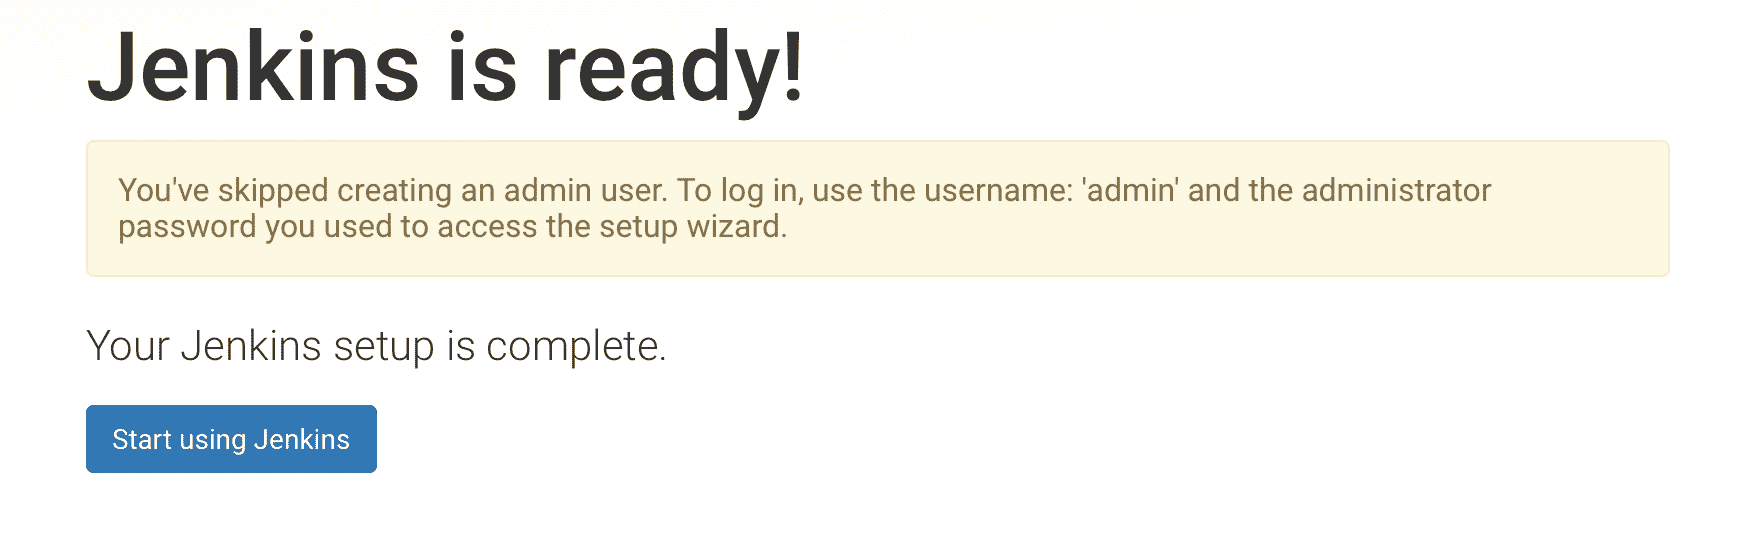 Jenkins is ready!
You've skipped creating an admin user. To log in, use the username: 'admin' and the administrator
password you used to access the setup wizard.
Your Jenkins setup is complete.
Start using Jenkins